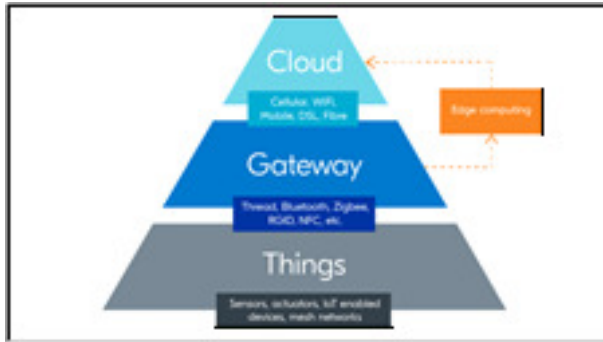 Cloud
Cellular, WiFi,
Mobile, DSL, Fibre
Edge computing
Gateway
Thread, Bluetooth, Zigbee,
RGID, NFC, etc.
Things
Sensors, actuators, IoT enabled
devices, mesh networks